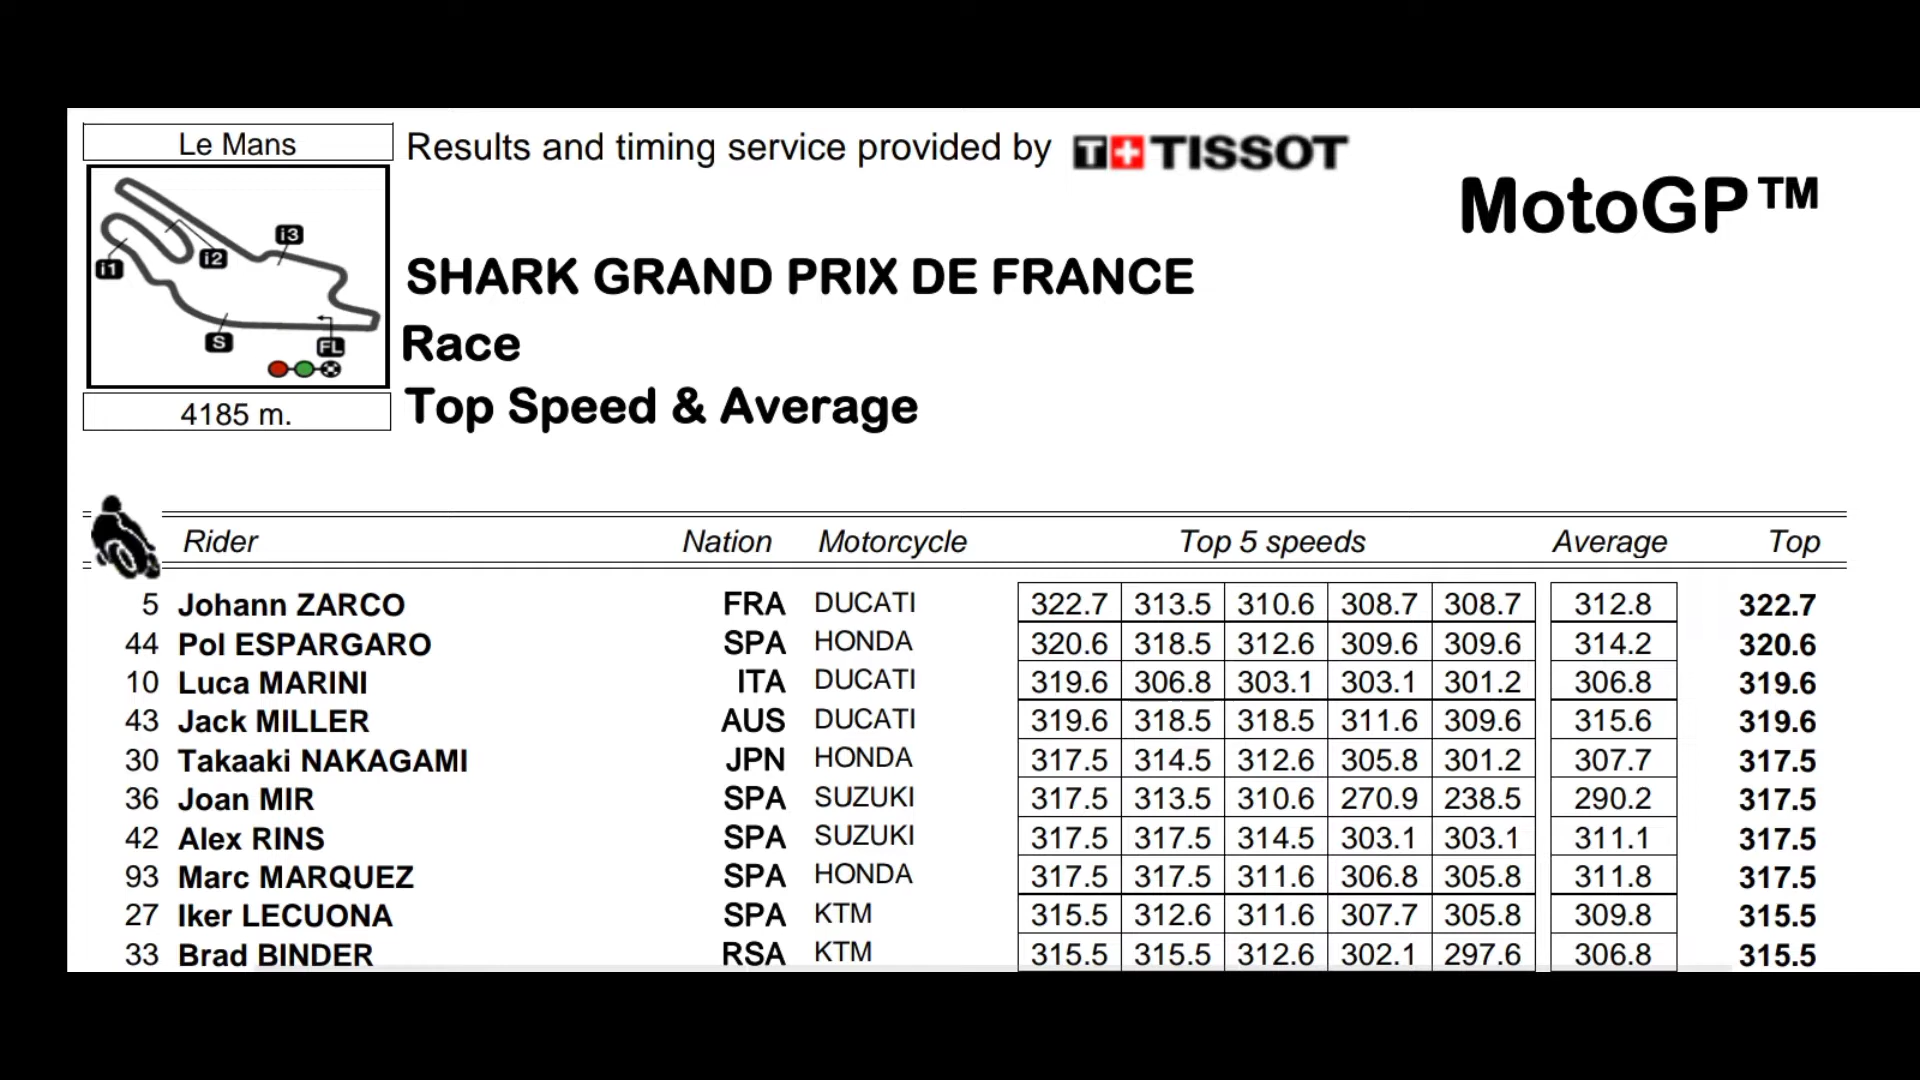 Le Mans
Results and timing service provided by T+ TISSOT
MotoGP™
i1
i2
i3
S
FL
4185 m.
SHARK GRAND PRIX DE FRANCE
Race
Top Speed & Average
Rider Nation Motorcycle Top 5 speeds Average Top
5 Johann ZARCO FRA DUCATI 322.7 313.5 310.6 308.7 308.7 312.8 322.7
44 Pol ESPARGARO SPA HONDA 320.6 318.5 312.6 309.6 309.6 314.2 320.6
10 Luca MARINI ITA DUCATI 319.6 306.8 303.1 303.1 301.2 306.8 319.6
43 Jack MILLER AUS DUCATI 319.6 318.5 318.5 311.6 309.6 315.6 319.6
30 Takaaki NAKAGAMI JPN HONDA 317.5 314.5 312.6 305.8 301.2 307.7 317.5
36 Joan MIR SPA SUZUKI 317.5 313.5 310.6 270.9 238.5 290.2 317.5
42 Alex RINS SPA SUZUKI 317.5 317.5 314.5 303.1 303.1 311.1 317.5
93 Marc MARQUEZ SPA HONDA 317.5 317.5 311.6 306.8 305.8 311.8 317.5
27 Iker LECUONA SPA KTM 315.5 312.6 311.6 307.7 305.8 309.8 315.5
33 Brad BINDER RSA KTM 315.5 315.5 312.6 302.1 297.6 306.8 315.5